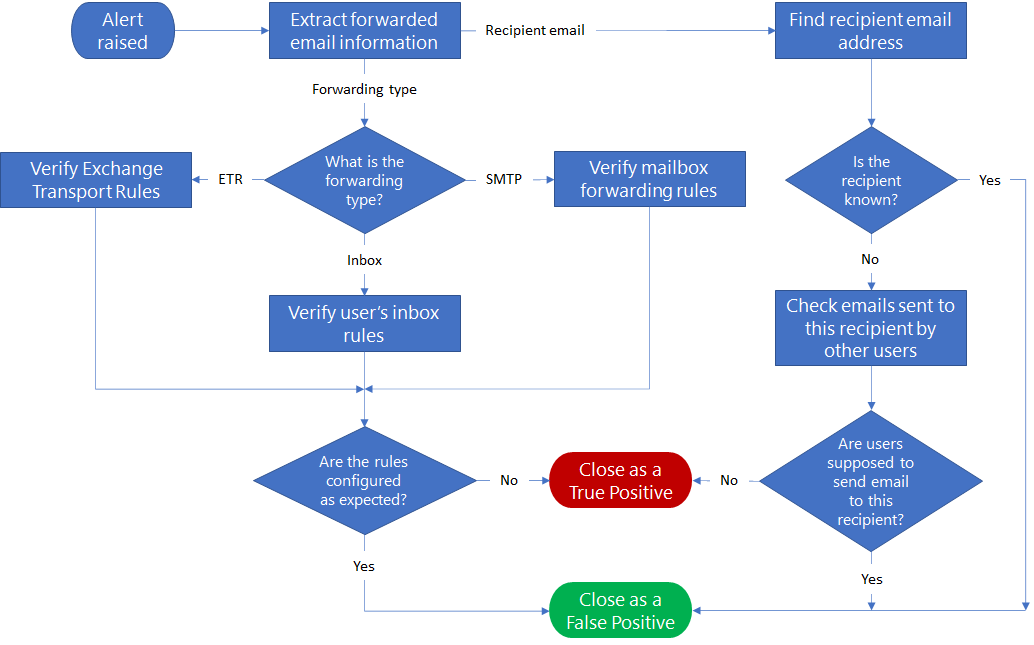 Alert
raised
Extract forwarded
email information
Recipient email
Find recipient email
address
Forwarding type
What is the
forwarding
type?
ETR
Verify Exchange
Transport Rules
SMTP
Verify mailbox
forwarding rules
Is the
recipient
known?
Yes
Inbox
No
Verify user’s inbox
rules
Check emails sent to
this recipient by
other users
Are the rules
configured
as expected?
No
Close as a
True Positive
No
Are users
supposed to
send email
to this
recipient?
Yes
Yes
Close as a
False Positive